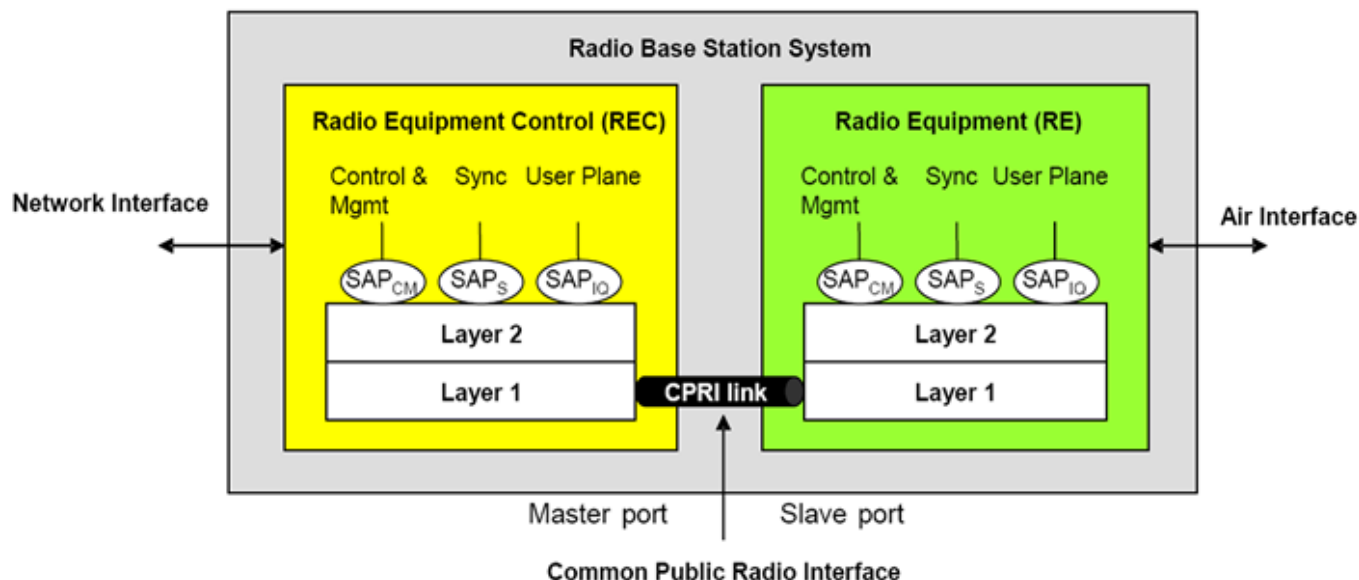 Radio Base Station System
Radio Equipment Control (REC)
Control & Mgmt
Sync
User Plane
SAPCM
SAPS
SAPIQ
Layer 2
Layer 1
Radio Equipment (RE)
Control & Mgmt
Sync
User Plane
SAPCM
SAPS
SAPIQ
Layer 2
Layer 1
Network Interface
Air Interface
CPRI link
Master port
Slave port
Common Public Radio Interface